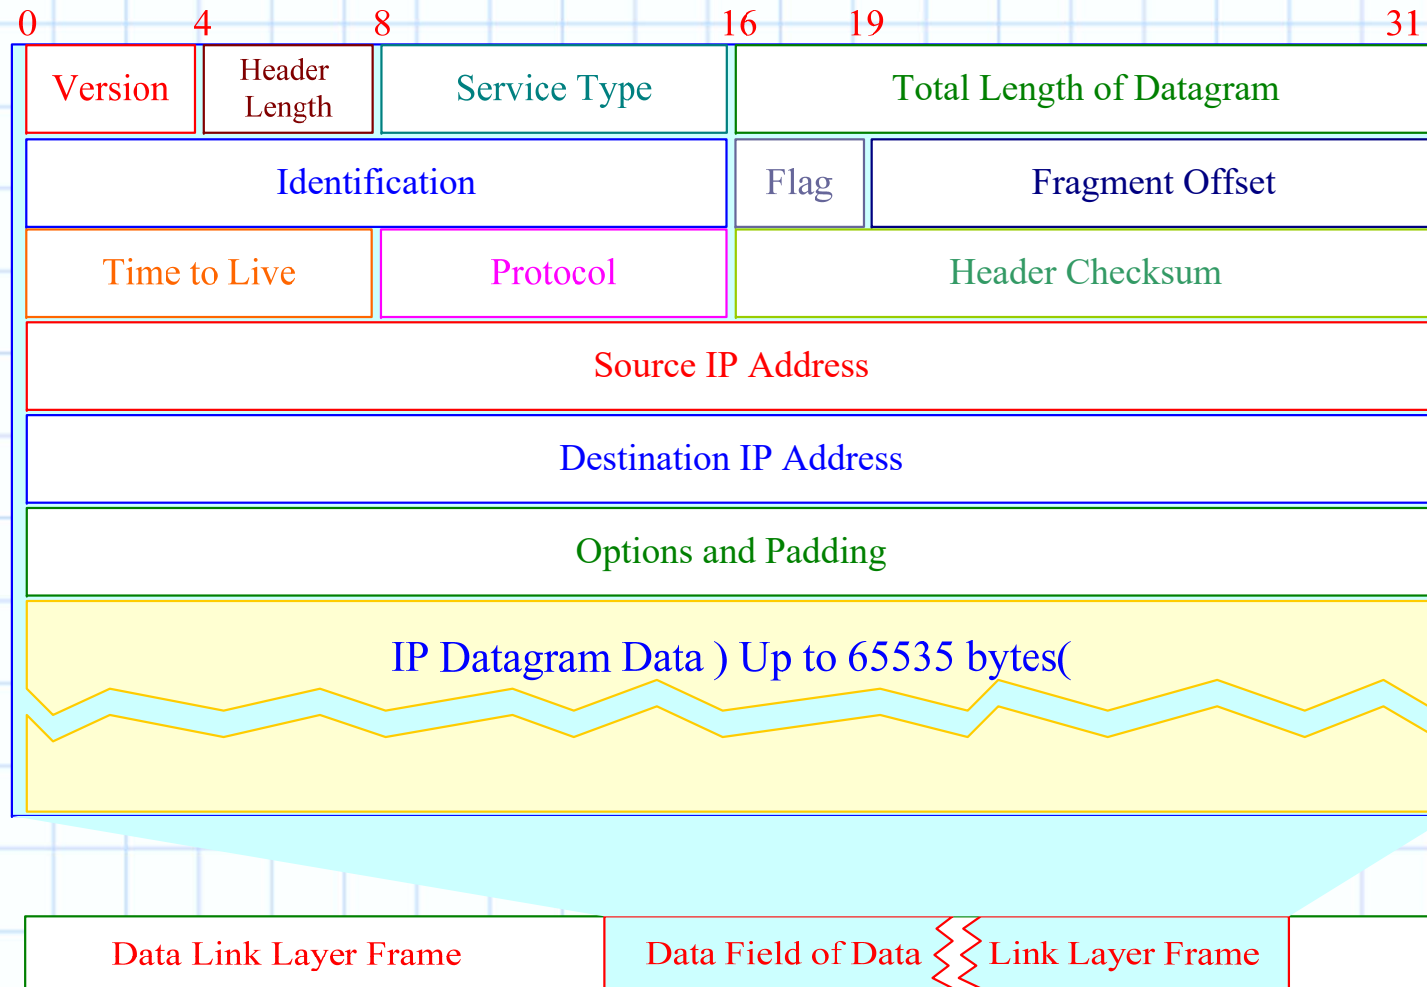 0 4 8 16 19 31
Version Header Length Service Type Total Length of Datagram
Identification Flag Fragment Offset
Time to Live Protocol Header Checksum
Source IP Address
Destination IP Address
Options and Padding
IP Datagram Data ) Up to 65535 bytes(
Data Link Layer Frame Data Field of Data Link Layer Frame